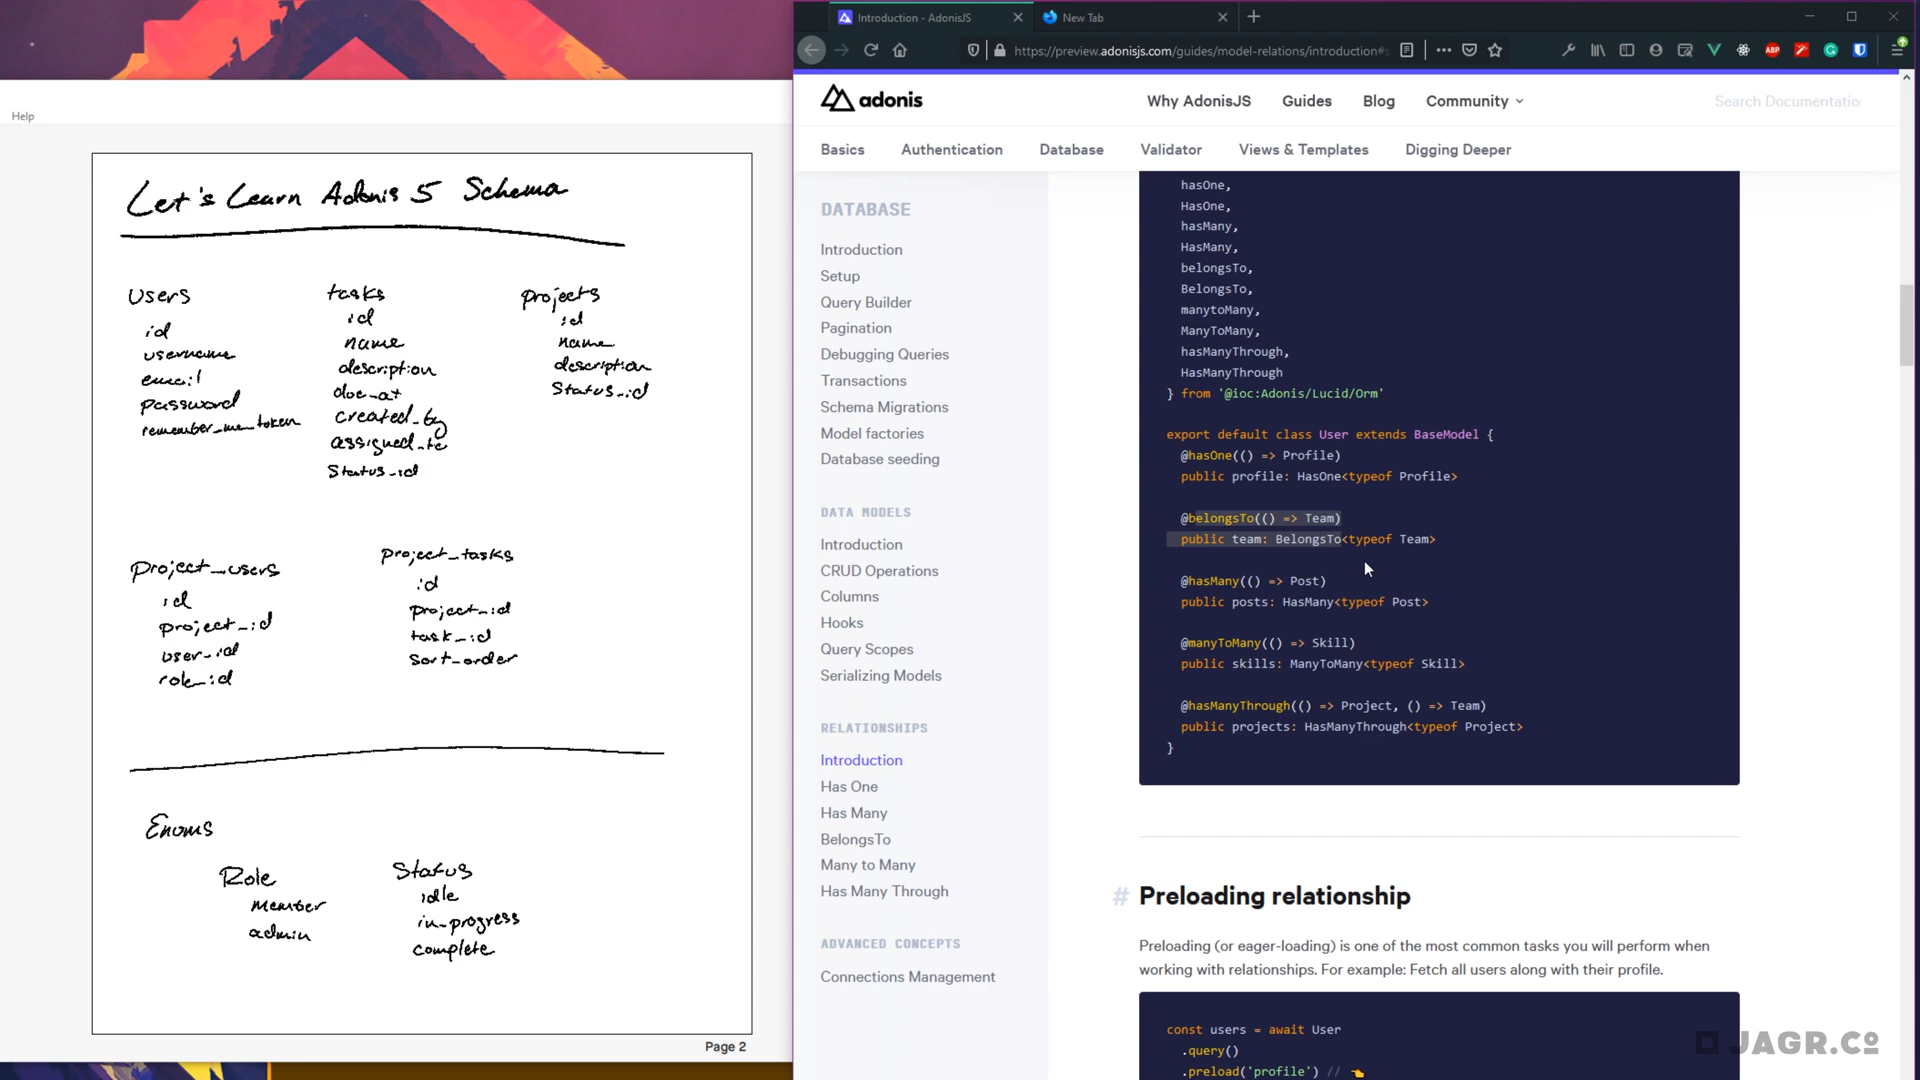 Help
Let's Learn Adonis 5 Schema
Users
id
username
email
password
remember_me_token
tasks
id
name
description
due_at
created_by
assigned_to
status_id
projects
id
name
description
status_id
project_users
id
project_id
user_id
role_id
project_tasks
id
project_id
task_id
sort_order
Enums
Role
member
admin
Status
idle
in-progress
complete
Page 2
Introduction - AdonisJS
New Tab
https://preview.adonisjs.com/guides/model-relations/introduction#s
ABP
adonis
Why AdonisJS
Guides
Blog
Community
Search Documentatio
Basics
Authentication
Database
Validator
Views & Templates
Digging Deeper
DATABASE
Introduction
Setup
Query Builder
Pagination
Debugging Queries
Transactions
Schema Migrations
Model factories
Database seeding
DATA MODELS
Introduction
CRUD Operations
Columns
Hooks
Query Scopes
Serializing Models
RELATIONSHIPS
Introduction
Has One
Has Many
BelongsTo
Many to Many
Has Many Through
ADVANCED CONCEPTS
Connections Management
hasOne,
HasOne,
hasMany,
HasMany,
belongsTo,
BelongsTo,
manytoMany,
ManyToMany,
hasManyThrough,
HasManyThrough
} from '@ioc:Adonis/Lucid/Orm'
export default class User extends BaseModel {
@hasOne(() => Profile)
public profile: HasOne<typeof Profile>
@belongsTo(() => Team)
public team: BelongsTo<typeof Team>
@hasMany(() => Post)
public posts: HasMany<typeof Post>
@manyToMany(() => Skill)
public skills: ManyToMany<typeof Skill>
@hasManyThrough(() => Project, () => Team)
public projects: HasManyThrough<typeof Project>
}
# Preloading relationship
Preloading (or eager-loading) is one of the most common tasks you will perform when
working with relationships. For example: Fetch all users along with their profile.
const users = await User
.query()
.preload('profile') // 👈
JAGR.CO